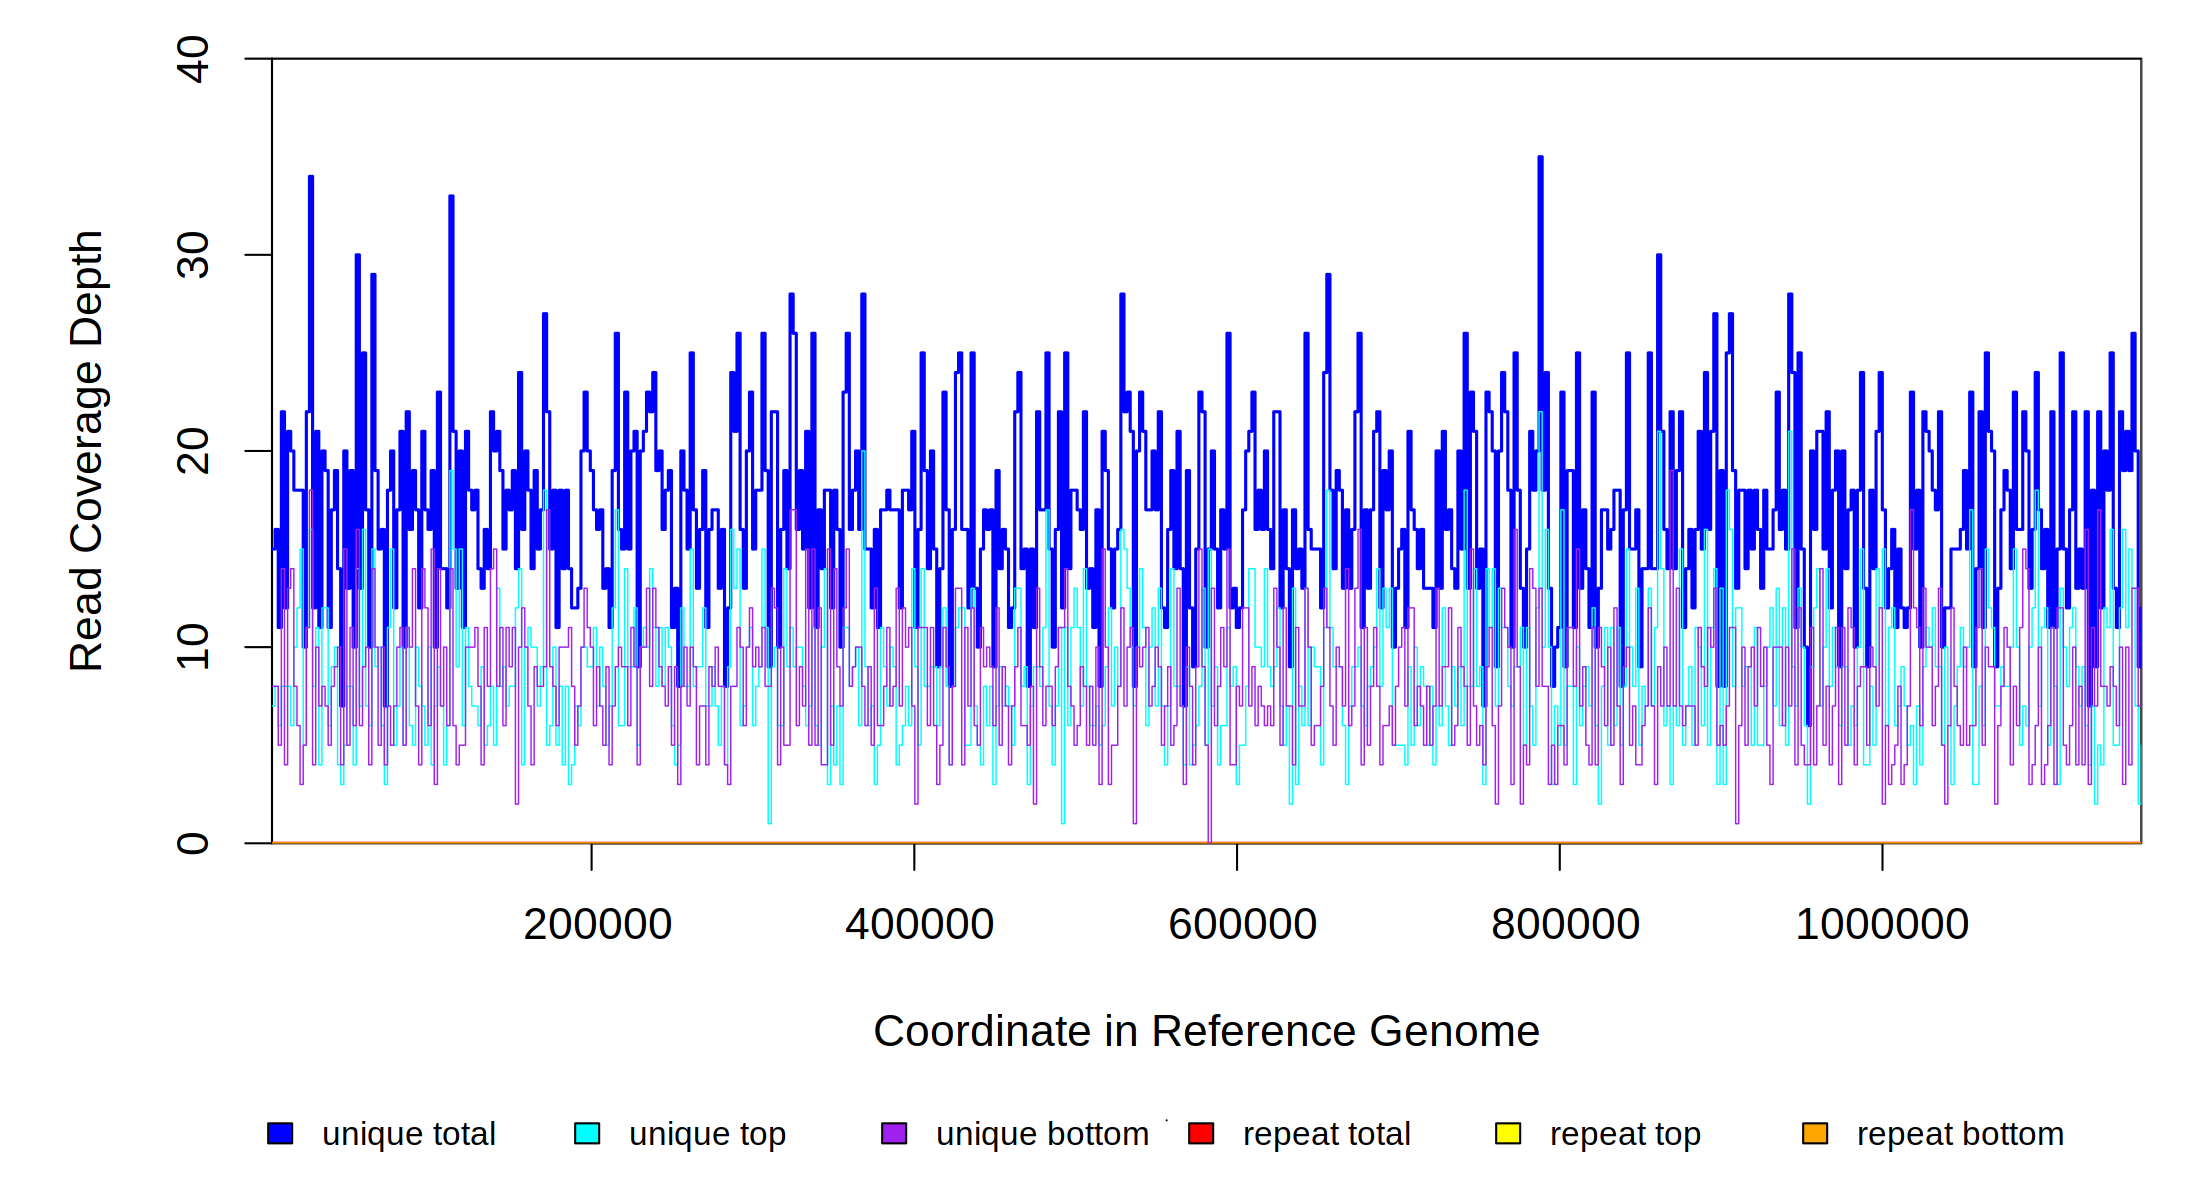 40
30
20
10
0
Read Coverage Depth
200000 400000 600000 800000 1000000
Coordinate in Reference Genome
unique total unique top unique bottom repeat total repeat top repeat bottom